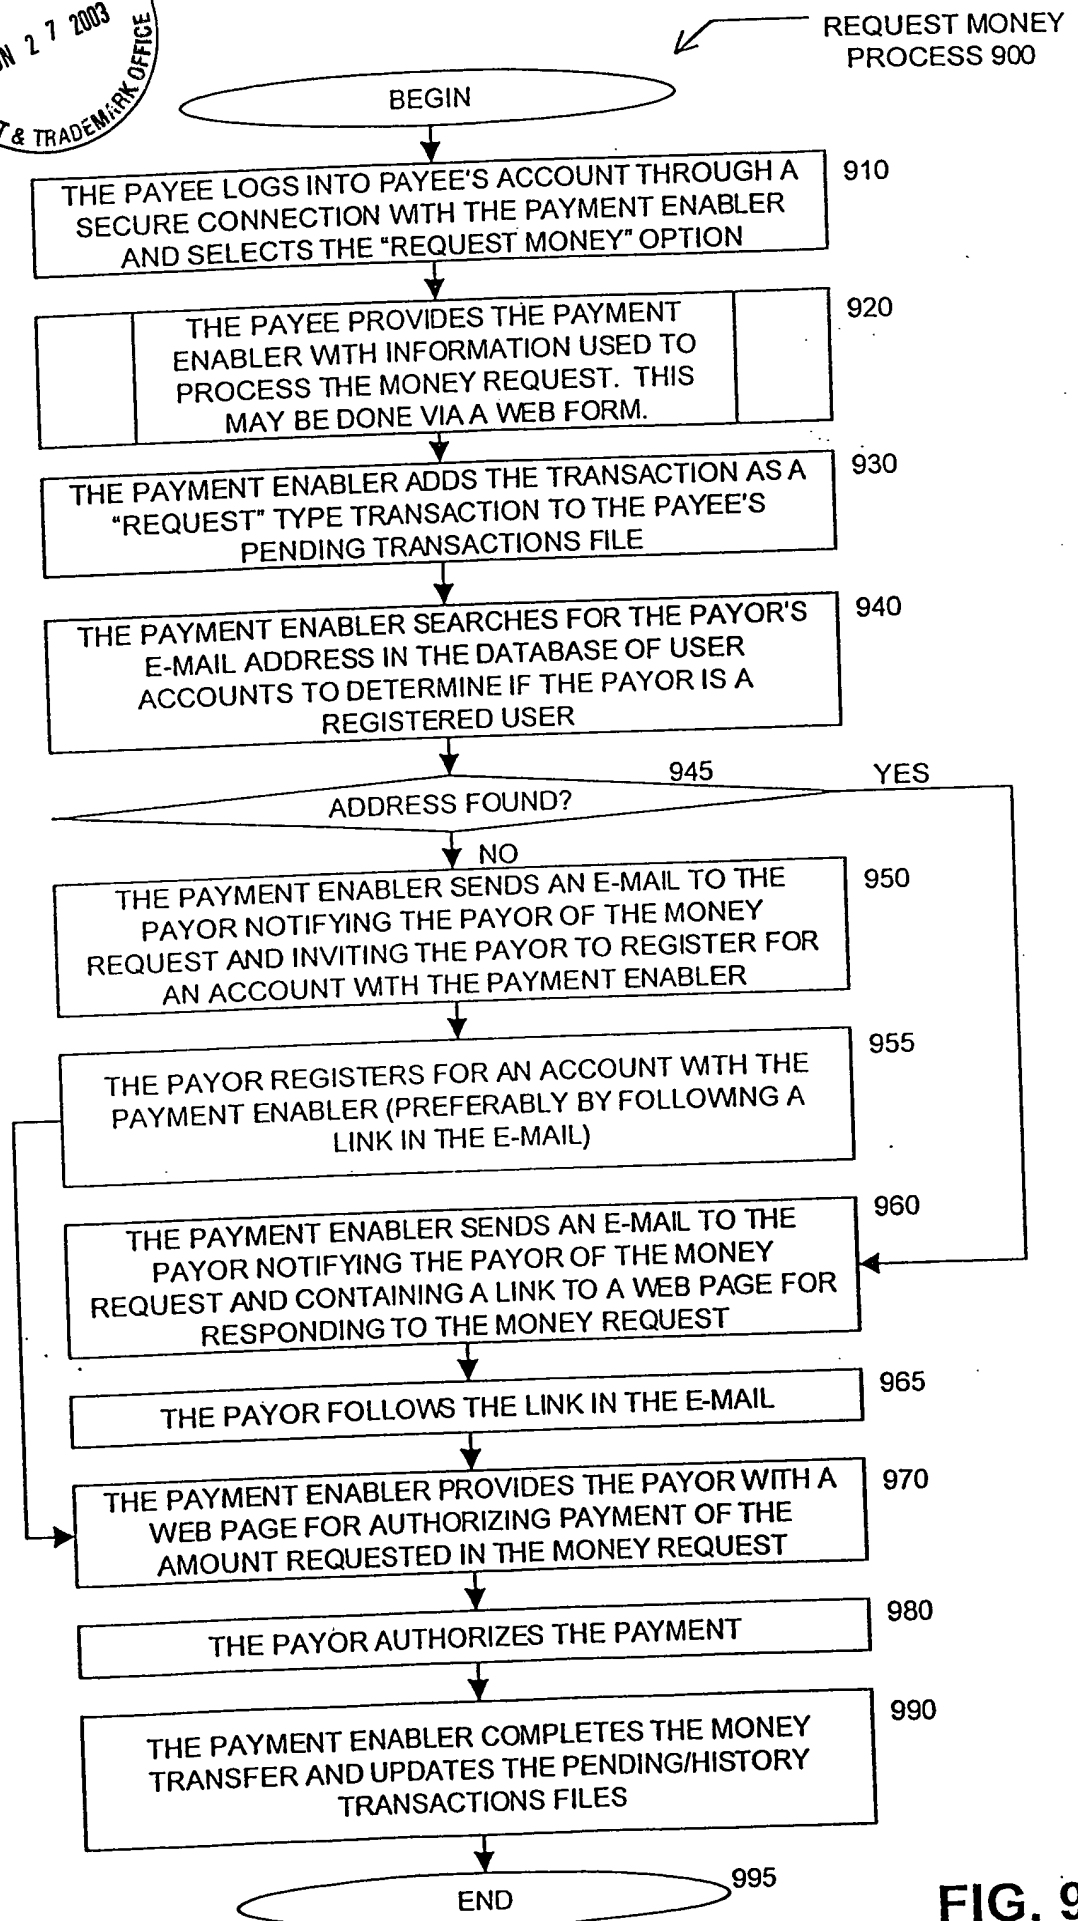 27 2003
& TRADEMARK OFFICE
REQUEST MONEY
PROCESS 900
BEGIN
910
THE PAYEE LOGS INTO PAYEE'S ACCOUNT THROUGH A
SECURE CONNECTION WITH THE PAYMENT ENABLER
AND SELECTS THE "REQUEST MONEY" OPTION
920
THE PAYEE PROVIDES THE PAYMENT
ENABLER WITH INFORMATION USED TO
PROCESS THE MONEY REQUEST. THIS
MAY BE DONE VIA A WEB FORM.
930
THE PAYMENT ENABLER ADDS THE TRANSACTION AS A
"REQUEST" TYPE TRANSACTION TO THE PAYEE'S
PENDING TRANSACTIONS FILE
940
THE PAYMENT ENABLER SEARCHES FOR THE PAYOR'S
E-MAIL ADDRESS IN THE DATABASE OF USER
ACCOUNTS TO DETERMINE IF THE PAYOR IS A
REGISTERED USER
945
YES
ADDRESS FOUND?
NO
950
THE PAYMENT ENABLER SENDS AN E-MAIL TO THE
PAYOR NOTIFYING THE PAYOR OF THE MONEY
REQUEST AND INVITING THE PAYOR TO REGISTER FOR
AN ACCOUNT WITH THE PAYMENT ENABLER
955
THE PAYOR REGISTERS FOR AN ACCOUNT WITH THE
PAYMENT ENABLER (PREFERABLY BY FOLLOWING A
LINK IN THE E-MAIL)
960
THE PAYMENT ENABLER SENDS AN E-MAIL TO THE
PAYOR NOTIFYING THE PAYOR OF THE MONEY
REQUEST AND CONTAINING A LINK TO A WEB PAGE FOR
RESPONDING TO THE MONEY REQUEST
965
THE PAYOR FOLLOWS THE LINK IN THE E-MAIL
970
THE PAYMENT ENABLER PROVIDES THE PAYOR WITH A
WEB PAGE FOR AUTHORIZING PAYMENT OF THE
AMOUNT REQUESTED IN THE MONEY REQUEST
980
THE PAYOR AUTHORIZES THE PAYMENT
990
THE PAYMENT ENABLER COMPLETES THE MONEY
TRANSFER AND UPDATES THE PENDING/HISTORY
TRANSACTIONS FILES
995
END
FIG. 9